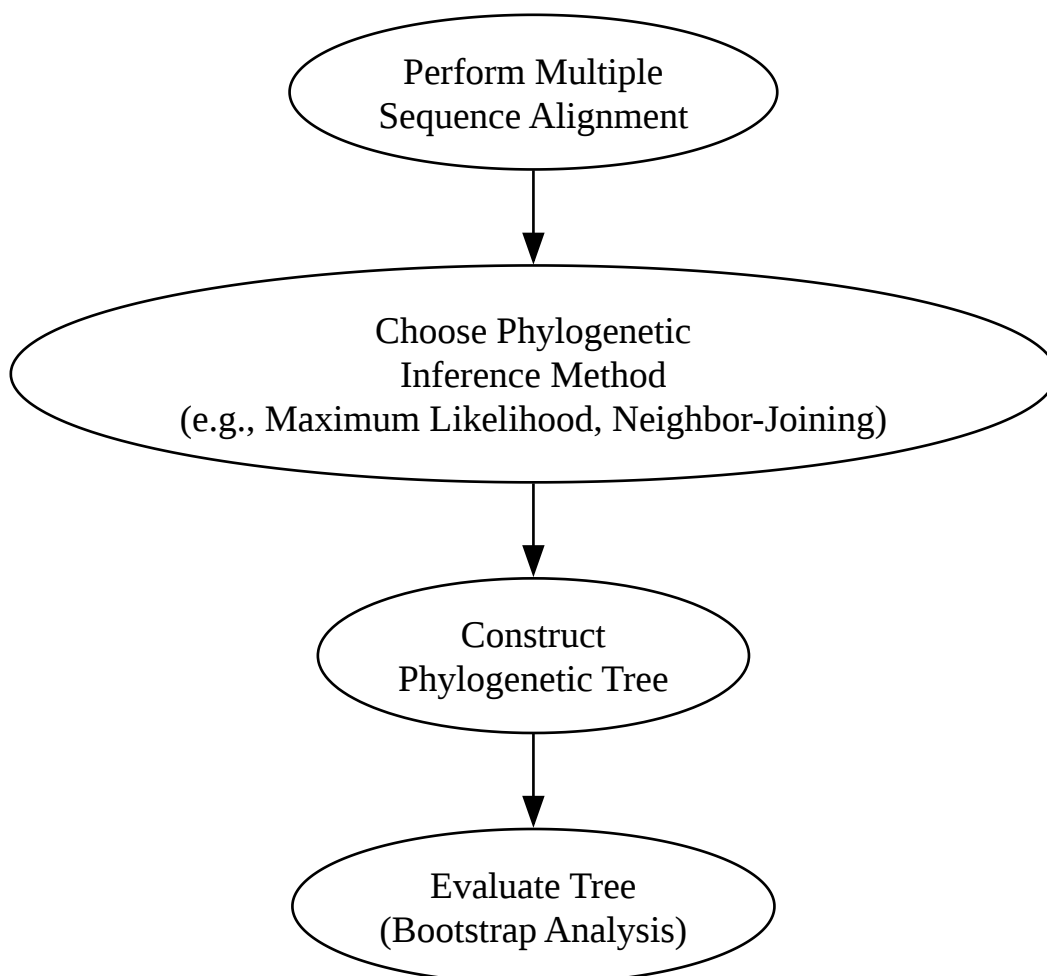 Perform Multiple
Sequence Alignment
Choose Phylogenetic
Inference Method
(e.g., Maximum Likelihood, Neighbor-Joining)
Construct
Phylogenetic Tree
Evaluate Tree
(Bootstrap Analysis)